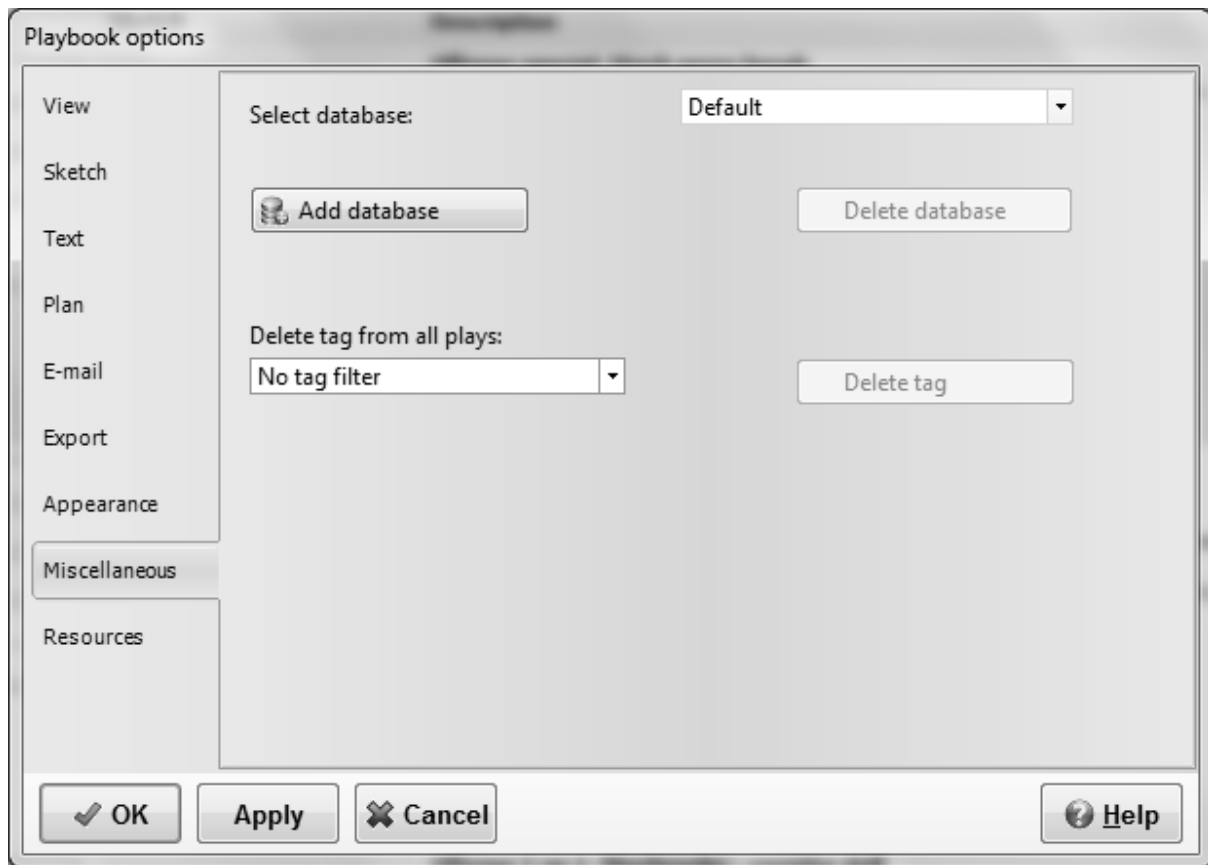 Description
Playbook options
View
Select database:
Default
Sketch
Add database
Delete database
Text
Plan
Delete tag from all plays:
E-mail
No tag filter
Delete tag
Export
Appearance
Miscellaneous
Resources
OK
Apply
Cancel
Help